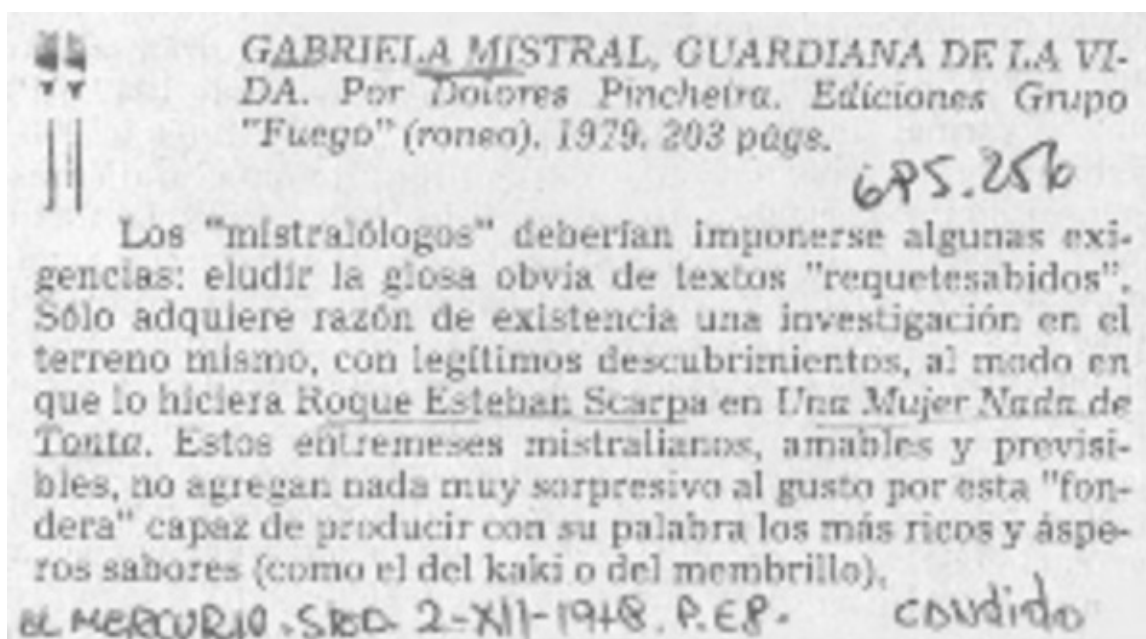 GABRIELA MISTRAL, GUARDIANA DE LA VI-
DA. Por Dolores Pincheira. Ediciones Grupo
"Fuego" (roneo). 1979. 203 págs.
695.256
Los "mistralólogos" deberían imponerse algunas exi-
gencias: eludir la glosa obvia de textos "requetesabidos".
Sólo adquiere razón de existencia una investigación en el
terreno mismo, con legítimos descubrimientos, al modo en
que lo hiciera Roque Esteban Scarpa en Una Mujer Nada de
Tonta. Estos entremeses mistralianos, amables y previsi-
bles, no agregan nada muy sorpresivo al gusto por esta "fon-
dera" capaz de producir con su palabra los más ricos y áspe-
ros sabores (como el del kaki o del membrillo).
EL MERCURIO. STGO. 2-XII-1978. P. E8. Cándido